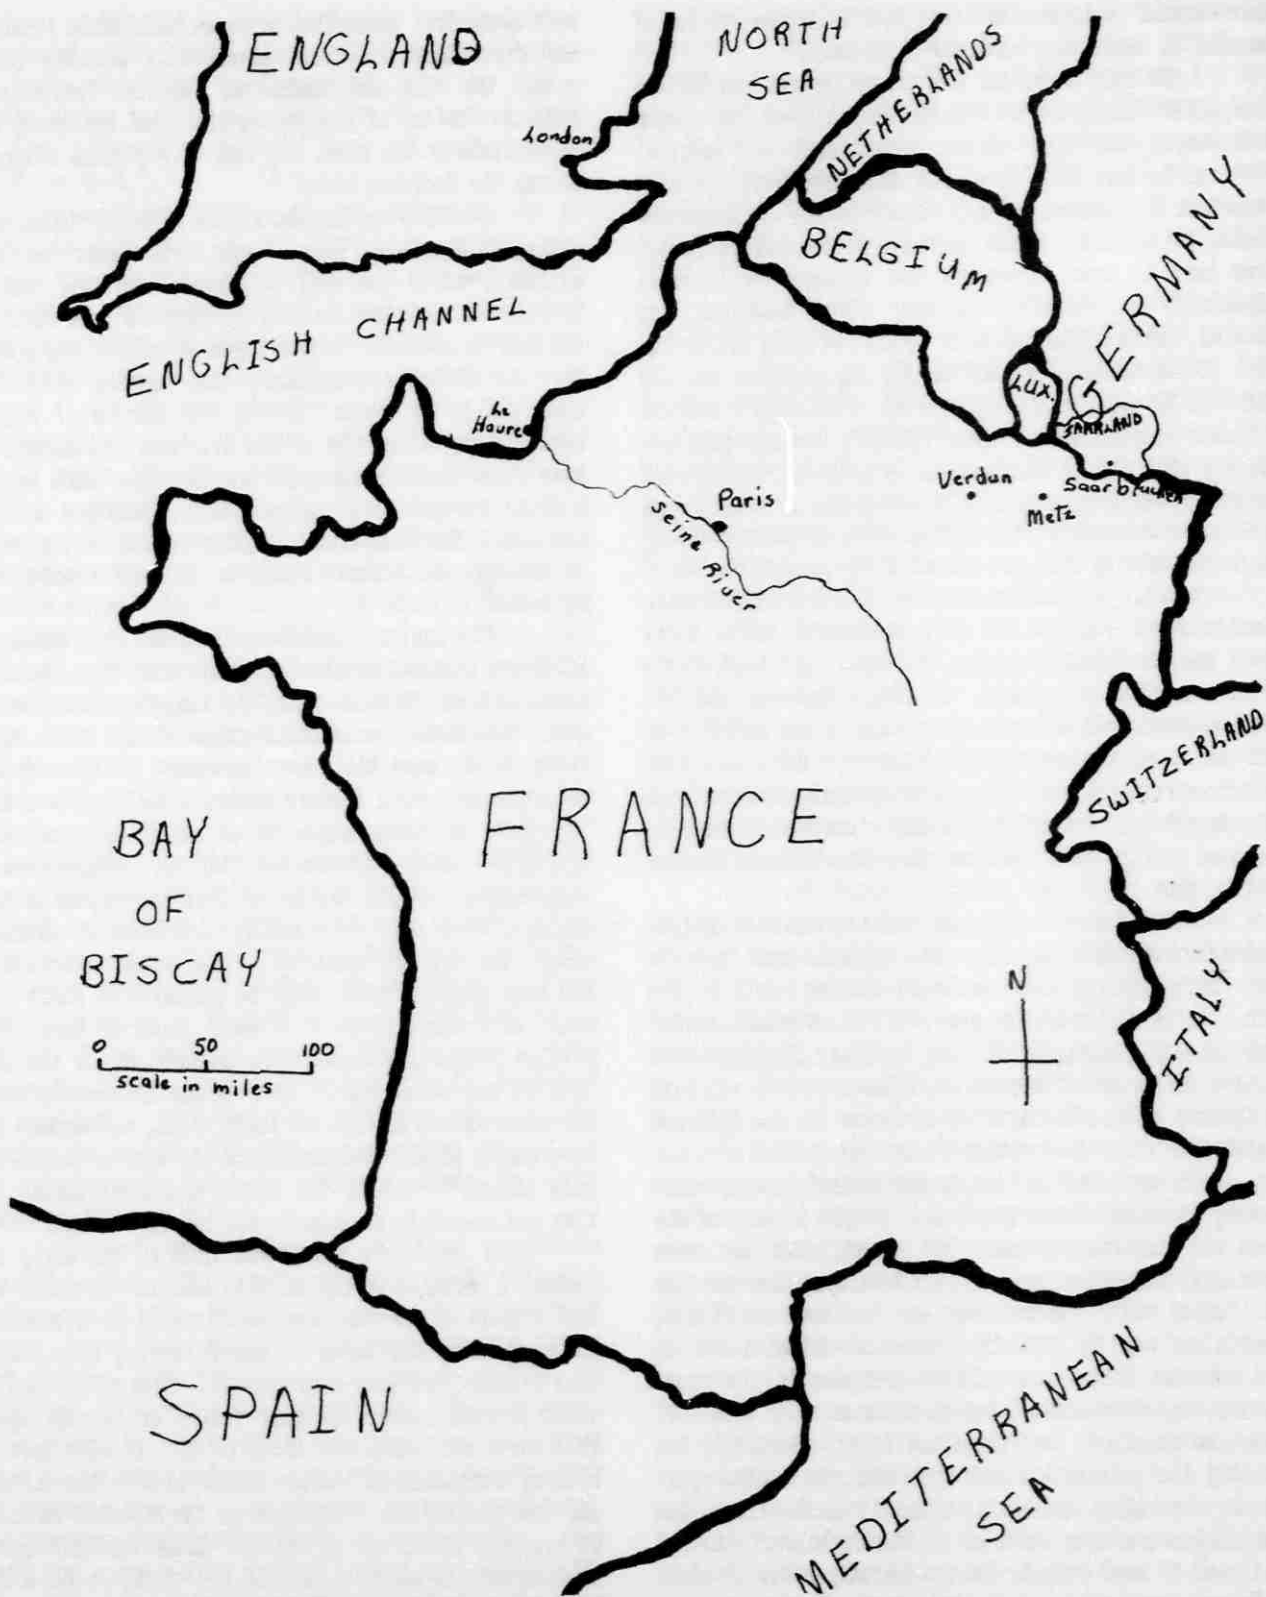 ENGLAND
NORTH
SEA
NETHERLANDS
London
BELGIUM
GERMANY
ENGLISH CHANNEL
LUX.
Le
Havre
SAARLAND
Verdun
Saarbrucken
Metz
Paris
Seine River
SWITZERLAND
FRANCE
BAY
OF
BISCAY
N
ITALY
0 50 100
scale in miles
SPAIN
MEDITERRANEAN
SEA